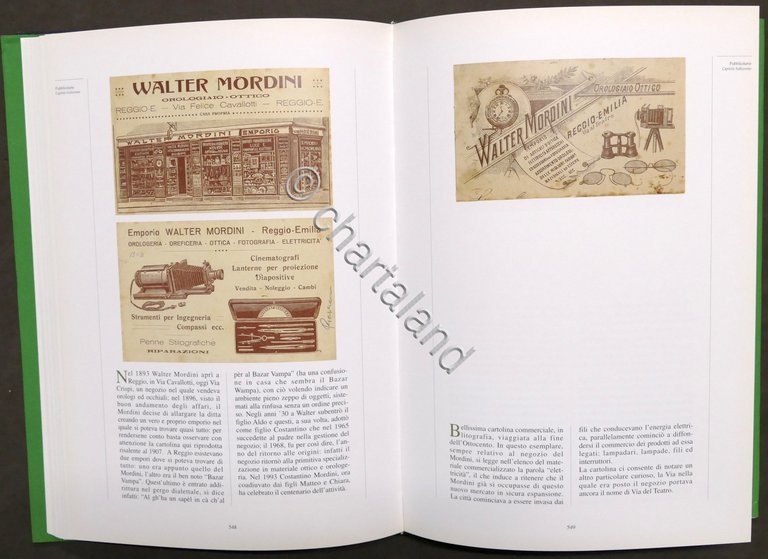 Pubblicitarie
Capitolo Sedicesimo
WALTER MORDINI
OROLOGIAIO-OTTICO
REGGIO-E. — Via Felice Cavallotti — REGGIO-E.
CASA PROPRIA
WALTER MORDINI EMPORIO
Emporio WALTER MORDINI - Reggio-Emilia
OROLOGERIA - OREFICERIA - OTTICA - FOTOGRAFIA - ELETTRICITA'
Cinematografi
Lanterne per proiezione
Diapositive
Vendita - Noleggio - Cambi
Strumenti per Ingegneria
Compassi ecc.
Penne Stilografiche
RIPARAZIONI
Nel 1893 Walter Mordini aprì a
Reggio, in Via Cavallotti, oggi Via
Crispi, un negozio nel quale vendeva
orologi ed occhiali; nel 1896, visto il
buon andamento degli affari, il
Mordini decise di allargare la ditta
creando un vero e proprio emporio nel
quale si poteva trovare quasi tutto: per
rendersene conto basta osservare con
attenzione la cartolina qui riprodotta
risalente al 1907. A Reggio esistevano
due empori dove si poteva trovare di
tutto: uno era appunto quello del
Mordini, l'altro era il ben noto "Bazar
Vampa". Quest'ultimo è entrato addi-
rittura nel gergo dialettale, si dice
infatti "Al gh'ha un sapèl in cà ch'al
pèr al Bazar Vampa" (ha una confusio-
ne in casa che sembra il Bazar
Wampa), con ciò volendo indicare un
ambiente pieno zeppo di oggetti, siste-
mati alla rinfusa senza un ordine preci-
so. Negli anni '30 a Walter subentrò il
figlio Aldo e questi, a sua volta, adottò
come figlio Costantino che nel 1965
succedette al padre nella gestione del
negozio; il 1968, fu per così dire, l'an-
no del ritorno alle origini: infatti il
negozio ritornò alla primitiva specializ-
zazione in materiale ottico e orologe-
ria. Nel 1993 Costantino Mordini, ora
coadiuvato dai figli Matteo e Chiara,
ha celebrato il centenario dell'attività.
548
Pubblicitarie
Capitolo Sedicesimo
WALTER MORDINI
OROLOGIAIO OTTICO
REGGIO-EMILIA
EMPORIO
Bellissima cartolina commerciale, in
litografia, viaggiata alla fine
dell'Ottocento. In questo esemplare,
sempre relativo al negozio del
Mordini, si legge nell'elenco del mate-
riale commercializzato la parola "elet-
tricità", il che induce a ritenere che il
Mordini già si occupasse di questo
nuovo mercato in sicura espansione.
La città cominciava a essere invasa dai
fili che conducevano l'energia elettri-
ca, parallelamente cominciò a diffon-
dersi il commercio dei prodotti ad essa
legati: lampadari, lampade, fili ed
interruttori.
La cartolina ci consente di notare un
altro particolare curioso, la Via nella
quale era posto il negozio portava
ancora il nome di Via del Teatro.
549
© chartaland